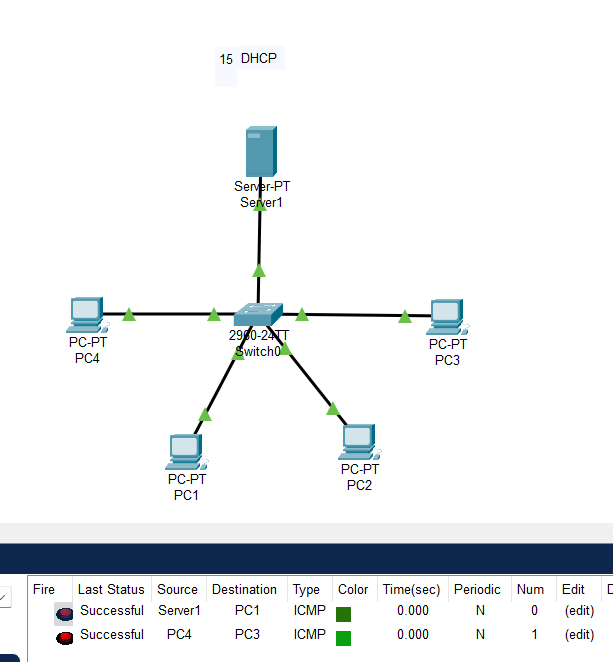 15 DHCP
Server-PT
Server1
PC-PT
PC4
2960-24TT
Switch0
PC-PT
PC3
PC-PT
PC1
PC-PT
PC2
Fire Last Status Source Destination Type Color Time(sec) Periodic Num Edit D
Successful Server1 PC1 ICMP 0.000 N 0 (edit)
Successful PC4 PC3 ICMP 0.000 N 1 (edit)